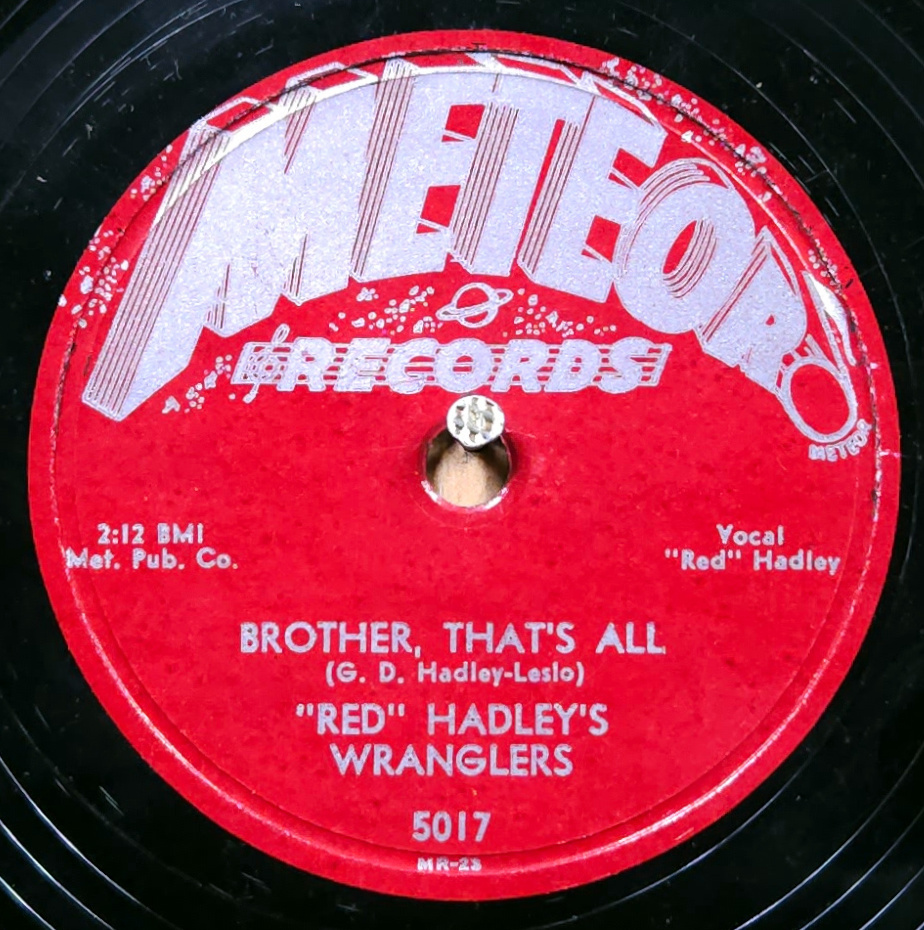 METEOR
RECORDS
METEOR
2:12 BMI
Met. Pub. Co.
Vocal
"Red" Hadley
BROTHER, THAT'S ALL
(G. D. Hadley-Leslo)
"RED" HADLEY'S
WRANGLERS
5017
MR-23